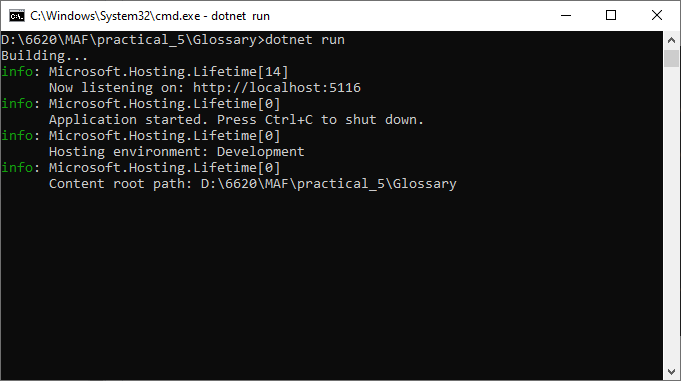 C:\Windows\System32\cmd.exe - dotnet run
D:\6620\MAF\practical_5\Glossary>dotnet run
Building...
info: Microsoft.Hosting.Lifetime[14]
Now listening on: http://localhost:5116
info: Microsoft.Hosting.Lifetime[0]
Application started. Press Ctrl+C to shut down.
info: Microsoft.Hosting.Lifetime[0]
Hosting environment: Development
info: Microsoft.Hosting.Lifetime[0]
Content root path: D:\6620\MAF\practical_5\Glossary